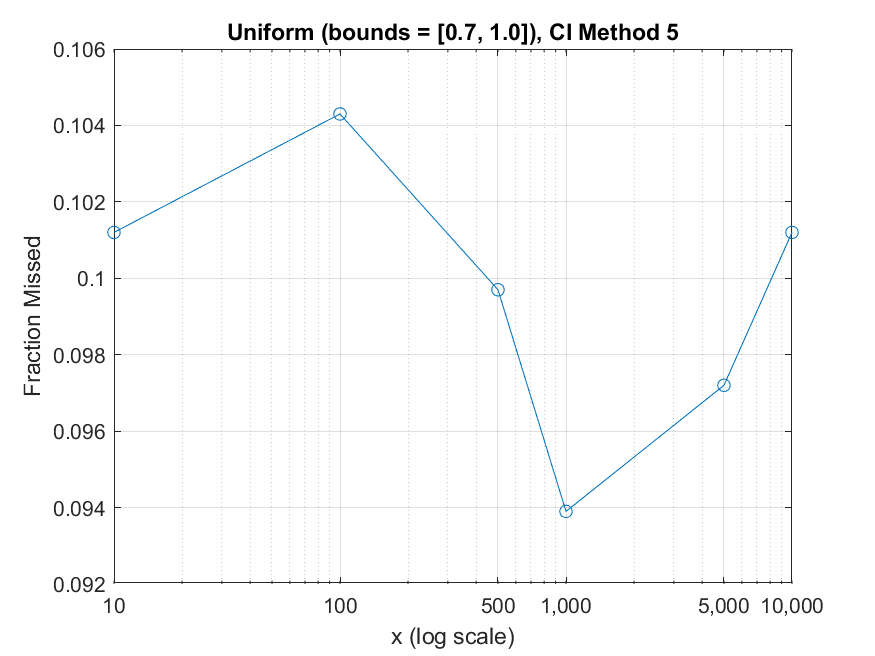 Uniform (bounds = [0.7, 1.0]), CI Method 5
0.106
0.104
0.102
0.1
0.098
0.096
0.094
0.092
Fraction Missed
10 100 500 1,000 5,000 10,000
x (log scale)